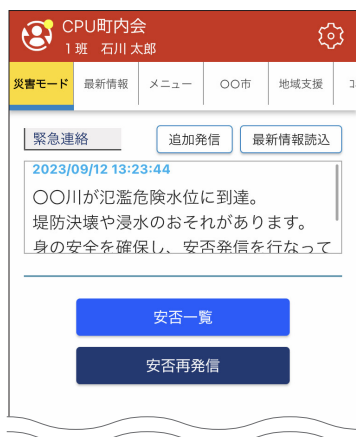 CPU町内会
1班 石川 太郎
災害モード 最新情報 メニュー 〇〇市 地域支援
緊急連絡 追加発信 最新情報読込
2023/09/12 13:23:44
〇〇川が氾濫危険水位に到達。
堤防決壊や浸水のおそれがあります。
身の安全を確保し、安否発信を行なって
安否一覧
安否再発信